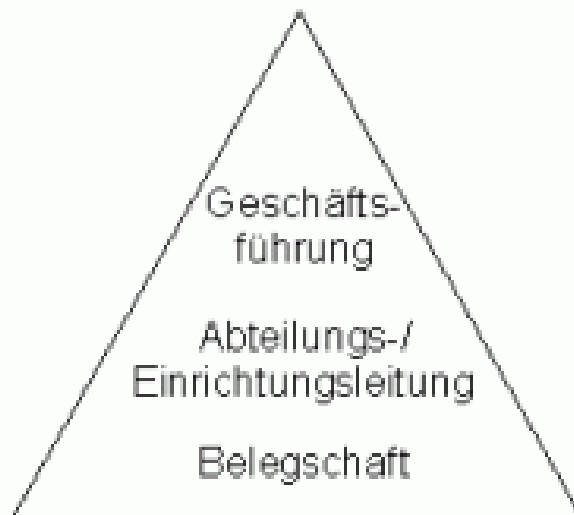 Geschäfts-
führung
Abteilungs-/
Einrichtungsleitung
Belegschaft